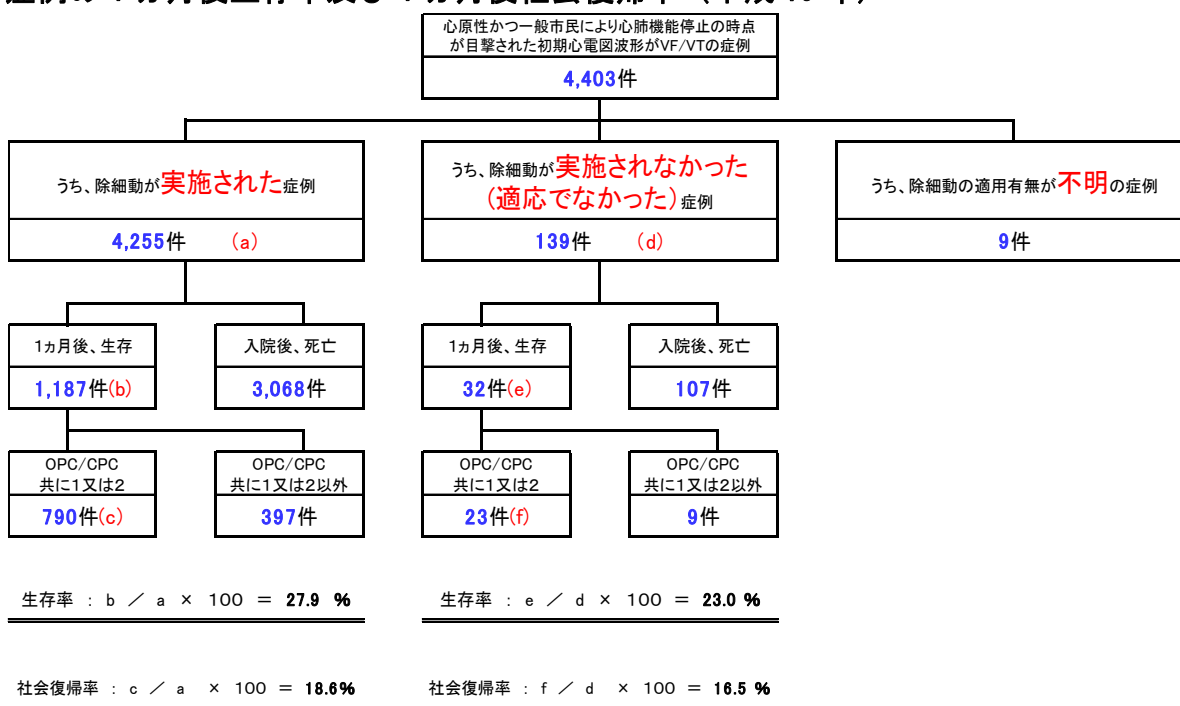 心原性かつ一般市民により心肺機能停止の時点
が目撃された初期心電図波形がVF/VTの症例
4,403件
うち、除細動が実施された症例
4,255件 (a)
うち、除細動が実施されなかった
(適応でなかった)症例
139件 (d)
うち、除細動の適用有無が不明の症例
9件
1ヵ月後、生存
1,187件(b)
入院後、死亡
3,068件
1ヵ月後、生存
32件(e)
入院後、死亡
107件
OPC/CPC
共に1又は2
790件(c)
OPC/CPC
共に1又は2以外
397件
OPC/CPC
共に1又は2
23件(f)
OPC/CPC
共に1又は2以外
9件
生存率 : b / a × 100 = 27.9 %
生存率 : e / d × 100 = 23.0 %
社会復帰率 : c / a × 100 = 18.6%
社会復帰率 : f / d × 100 = 16.5 %